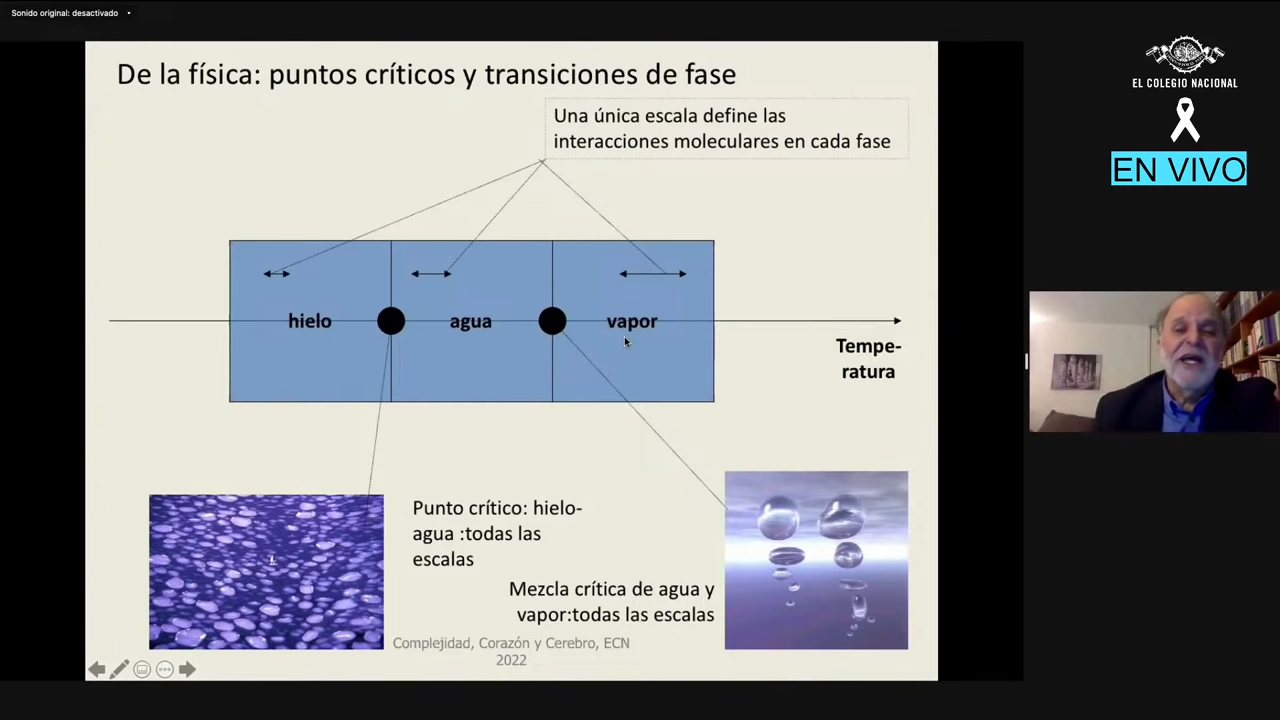 Sonido original: desactivado
De la física: puntos críticos y transiciones de fase
Una única escala define las
interacciones moleculares en cada fase
hielo
agua
vapor
Tempe-
ratura
Punto crítico: hielo-
agua :todas las
escalas
Mezcla crítica de agua y
vapor:todas las escalas
Complejidad, Corazón y Cerebro, ECN
2022
EL COLEGIO NACIONAL
EN VIVO